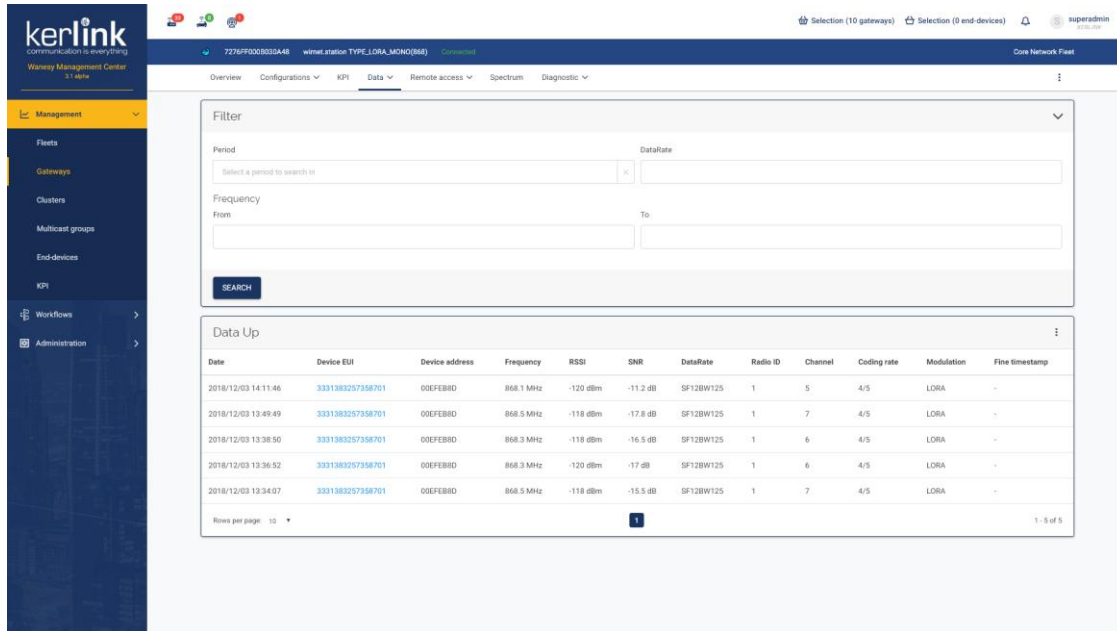 kerlink
communication is everything
Wanesy Management Center
3.1 alpha
Management
Fleets
Gateways
Clusters
Multicast groups
End-devices
KPI
Workflows
Administration
Selection (10 gateways) Selection (0 end-devices) S superadmin
7276FF000B030A48 wirnet.station TYPE_LORA_MONO(868) Connected Core Network Fleet
Overview Configurations KPI Data Remote access Spectrum Diagnostic
Filter
Period DataRate
Select a period to search in
Frequency
From To
SEARCH
Data Up
Date Device EUI Device address Frequency RSSI SNR DataRate Radio ID Channel Coding rate Modulation Fine timestamp
2018/12/03 14:11:46 3331383257358701 00EFEB8D 868.1 MHz -120 dBm -11.2 dB SF12BW125 1 5 4/5 LORA -
2018/12/03 13:49:49 3331383257358701 00EFEB8D 868.5 MHz -118 dBm -17.8 dB SF12BW125 1 7 4/5 LORA -
2018/12/03 13:38:50 3331383257358701 00EFEB8D 868.3 MHz -118 dBm -16.5 dB SF12BW125 1 6 4/5 LORA -
2018/12/03 13:36:52 3331383257358701 00EFEB8D 868.3 MHz -120 dBm -17 dB SF12BW125 1 6 4/5 LORA -
2018/12/03 13:34:07 3331383257358701 00EFEB8D 868.5 MHz -118 dBm -15.5 dB SF12BW125 1 7 4/5 LORA -
Rows per page: 10 1 1 - 5 of 5